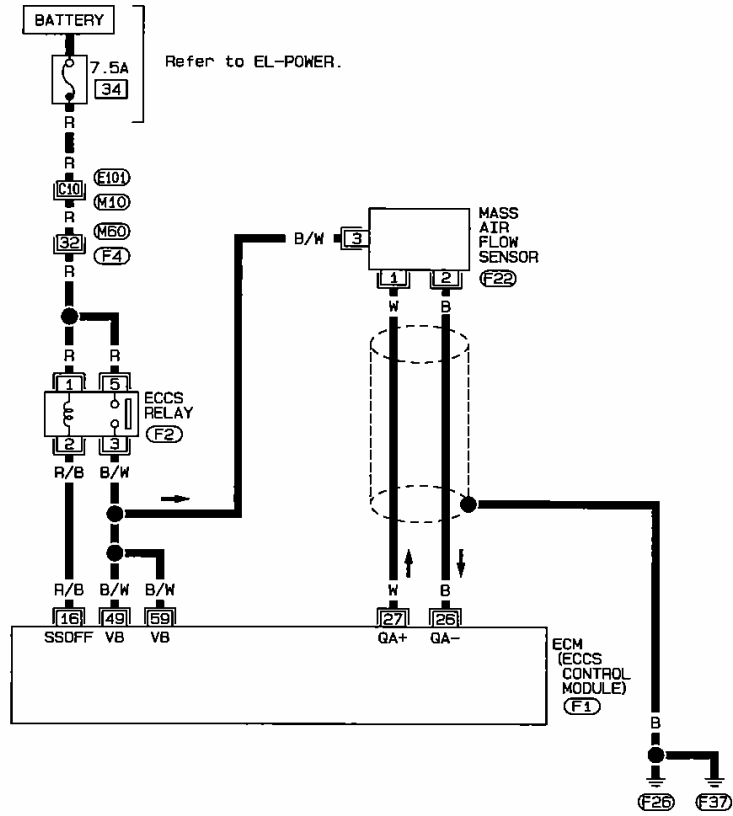 BATTERY
7.5A
34
Refer to EL-POWER.
R
R
C10
E101
M10
R
32
M60
F4
R
R
R
1
5
ECCS
RELAY
F2
2
3
R/B
B/W
B/W
3
MASS
AIR
FLOW
SENSOR
F22
1
2
W
B
R/B
B/W
B/W
W
B
16
49
59
27
26
SSOFF
VB
VB
QA+
QA-
ECM
(ECCS
CONTROL
MODULE)
F1
B
F26
F37